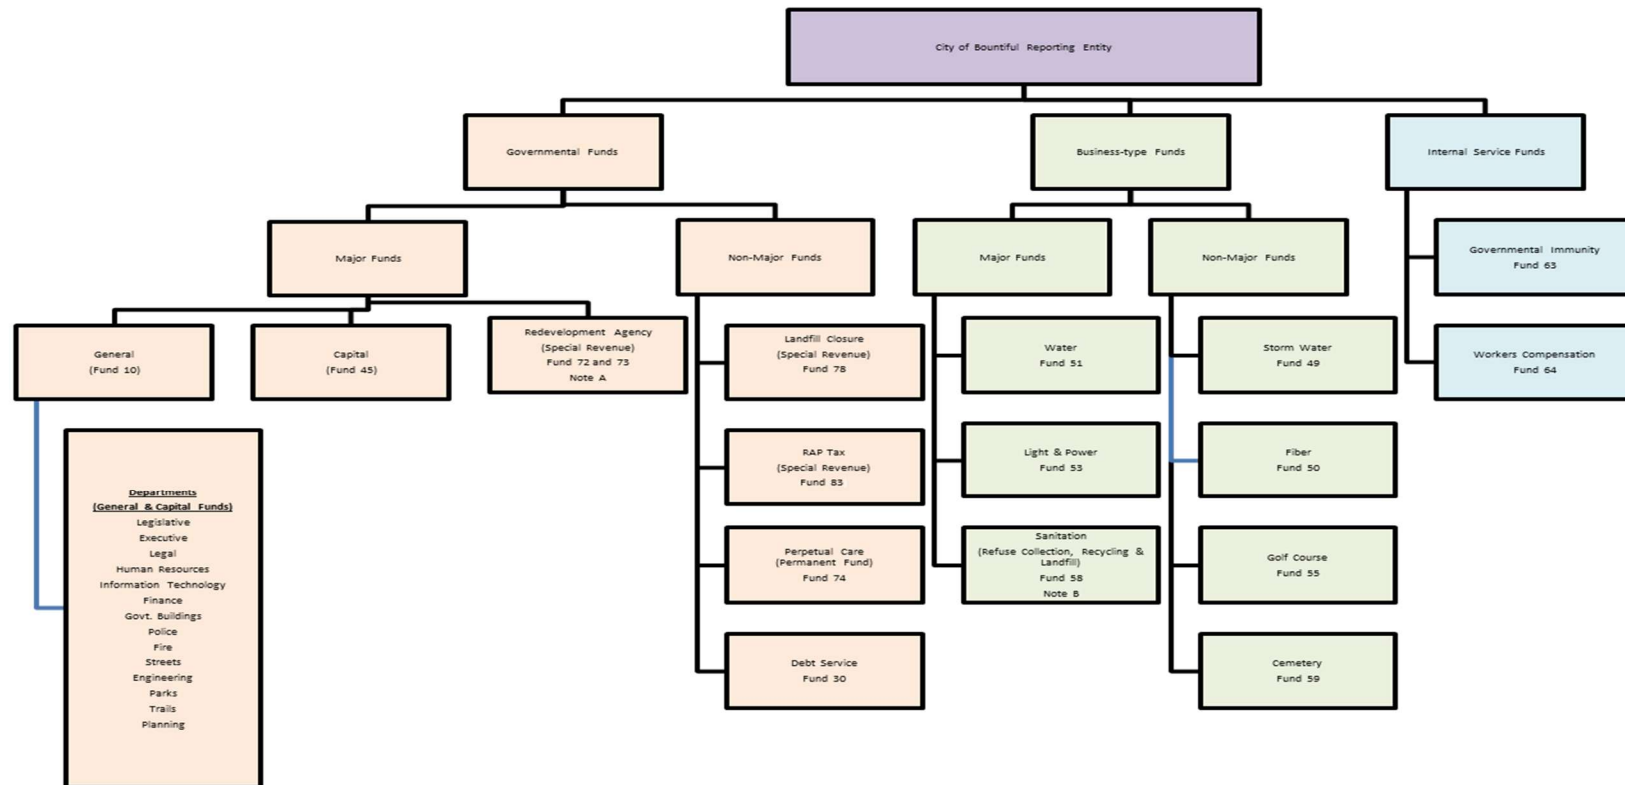 City of Bountiful Reporting Entity
Governmental Funds
Business-type Funds
Internal Service Funds
Major Funds
Non-Major Funds
Major Funds
Non-Major Funds
Governmental Immunity
Fund 63
General
(Fund 10)
Capital
(Fund 45)
Redevelopment Agency
(Special Revenue)
Fund 72 and 73
Note A
Landfill Closure
(Special Revenue)
Fund 78
Water
Fund 51
Storm Water
Fund 49
Workers Compensation
Fund 64
Departments
(General & Capital Funds)
Legislative
Executive
Legal
Human Resources
Information Technology
Finance
Govt. Buildings
Police
Fire
Streets
Engineering
Parks
Trails
Planning
RAP Tax
(Special Revenue)
Fund 83
Light & Power
Fund 53
Fiber
Fund 50
Perpetual Care
(Permanent Fund)
Fund 74
Sanitation
(Refuse Collection, Recycling &
Landfill)
Fund 58
Note B
Golf Course
Fund 55
Debt Service
Fund 30
Cemetery
Fund 59